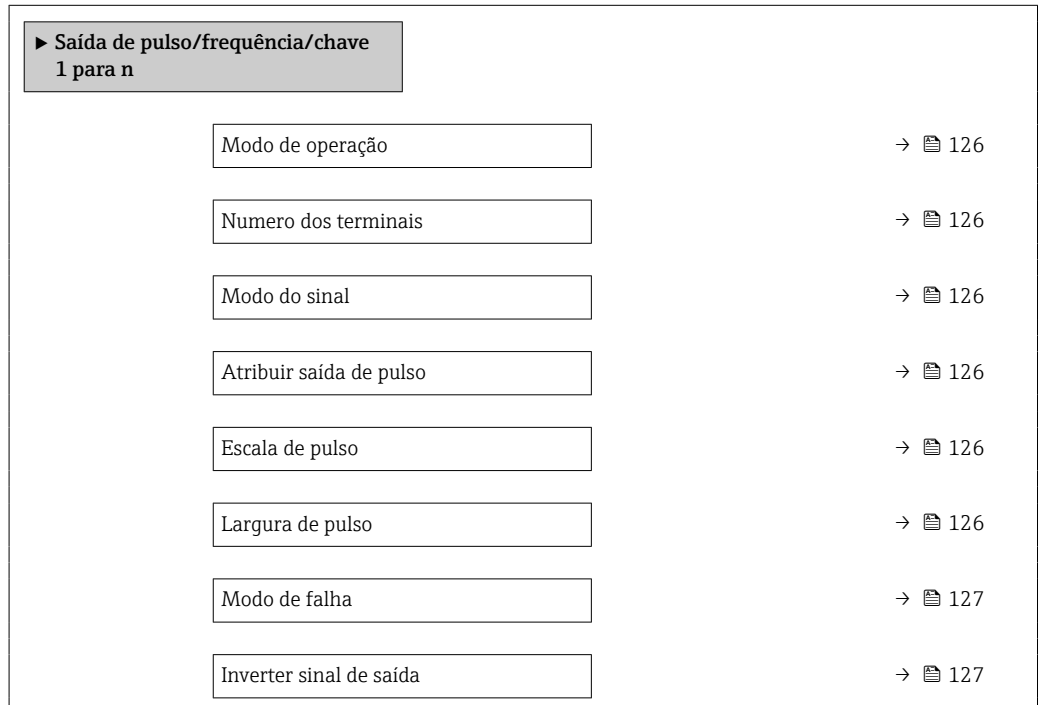 ▶ Saída de pulso/frequência/chave
1 para n
Modo de operação → 126
Numero dos terminais → 126
Modo do sinal → 126
Atribuir saída de pulso → 126
Escala de pulso → 126
Largura de pulso → 126
Modo de falha → 127
Inverter sinal de saída → 127